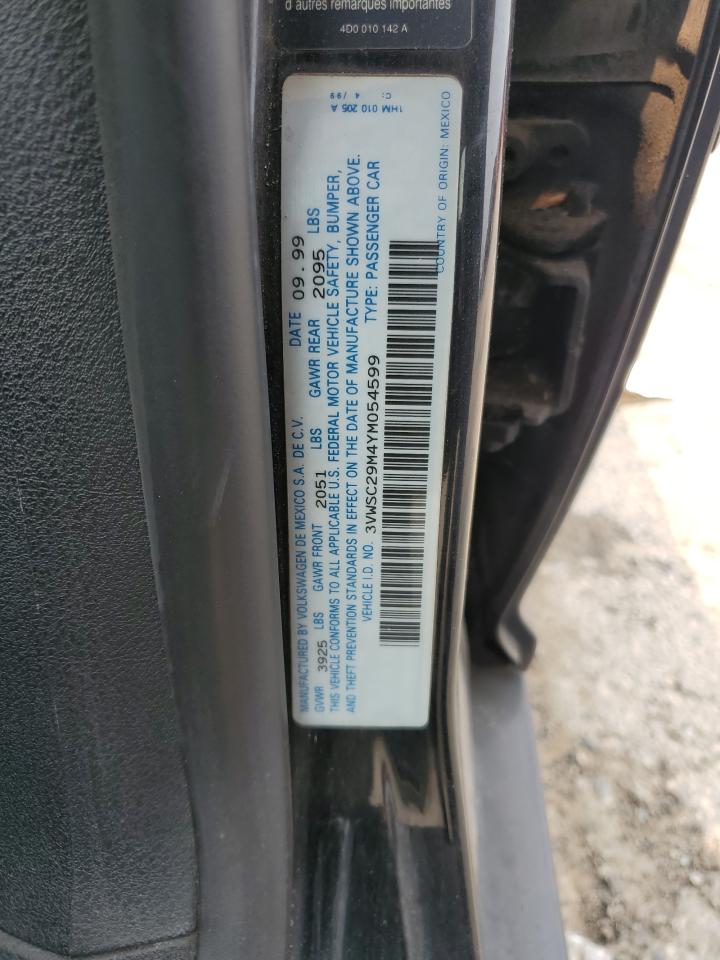 d'autres remarques importantes
4D0 010 142 A
MANUFACTURED BY VOLKSWAGEN DE MEXICO S.A. DE C.V. DATE 09.99
GVWR 3925 LBS GAWR FRONT 2051 LBS GAWR REAR 2095 LBS
THIS VEHICLE CONFORMS TO ALL APPLICABLE U.S. FEDERAL MOTOR VEHICLE SAFETY, BUMPER,
AND THEFT PREVENTION STANDARDS IN EFFECT ON THE DATE OF MANUFACTURE SHOWN ABOVE.
VEHICLE I.D. NO. 3VWSC29M4YM054599 TYPE: PASSENGER CAR
COUNTRY OF ORIGIN: MEXICO
1HM 010 205 A
C: 4 /99